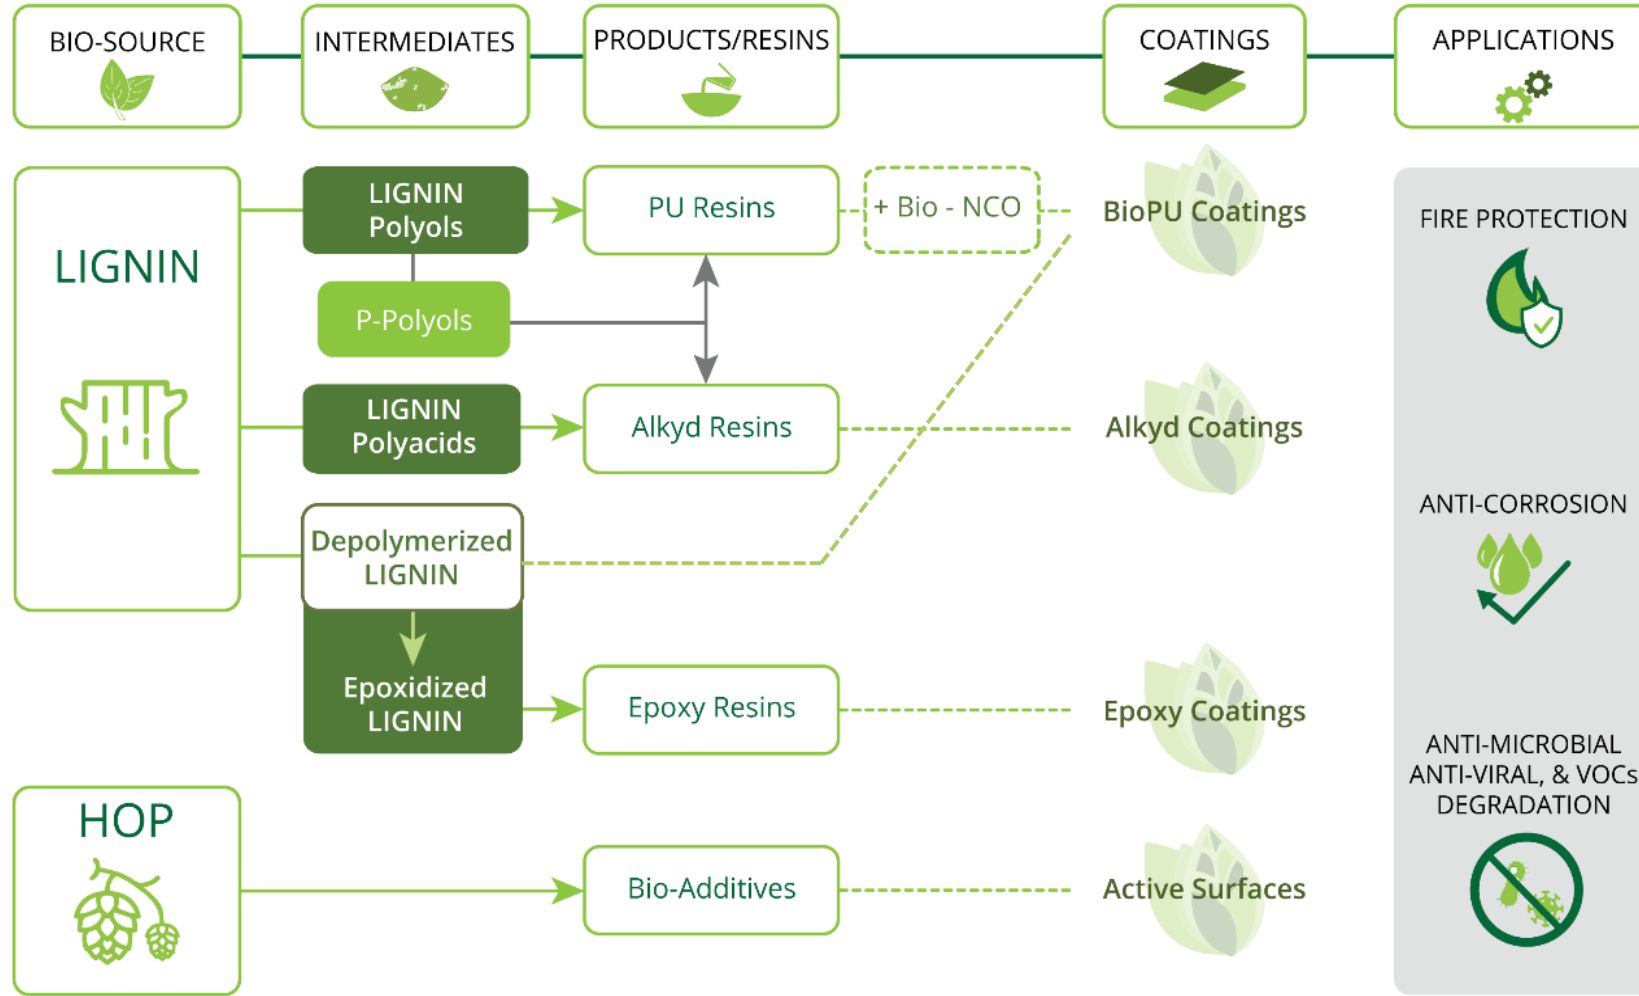 BIO-SOURCE
INTERMEDIATES
PRODUCTS/RESINS
COATINGS
APPLICATIONS
LIGNIN
LIGNIN
Polyols
PU Resins
+ Bio - NCO
BioPU Coatings
P-Polyols
LIGNIN
Polyacids
Alkyd Resins
Alkyd Coatings
Depolymerized
LIGNIN
Epoxidized
LIGNIN
Epoxy Resins
Epoxy Coatings
HOP
Bio-Additives
Active Surfaces
FIRE PROTECTION
ANTI-CORROSION
ANTI-MICROBIAL
ANTI-VIRAL, & VOCs
DEGRADATION